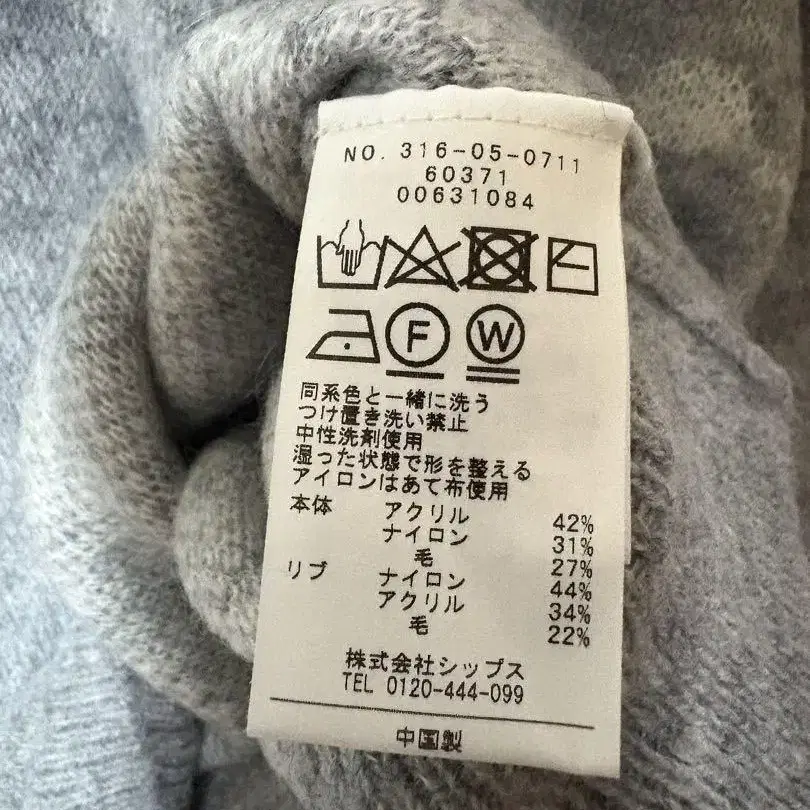 NO. 316-05-0711
60371
00631084
F W
同系色と一緒に洗う
つけ置き洗い禁止
中性洗剤使用
湿った状態で形を整える
アイロンはあて布使用
本体 アクリル 42%
ナイロン 31%
毛 27%
リブ ナイロン 44%
アクリル 34%
毛 22%
株式会社シップス
TEL 0120-444-099
中国製